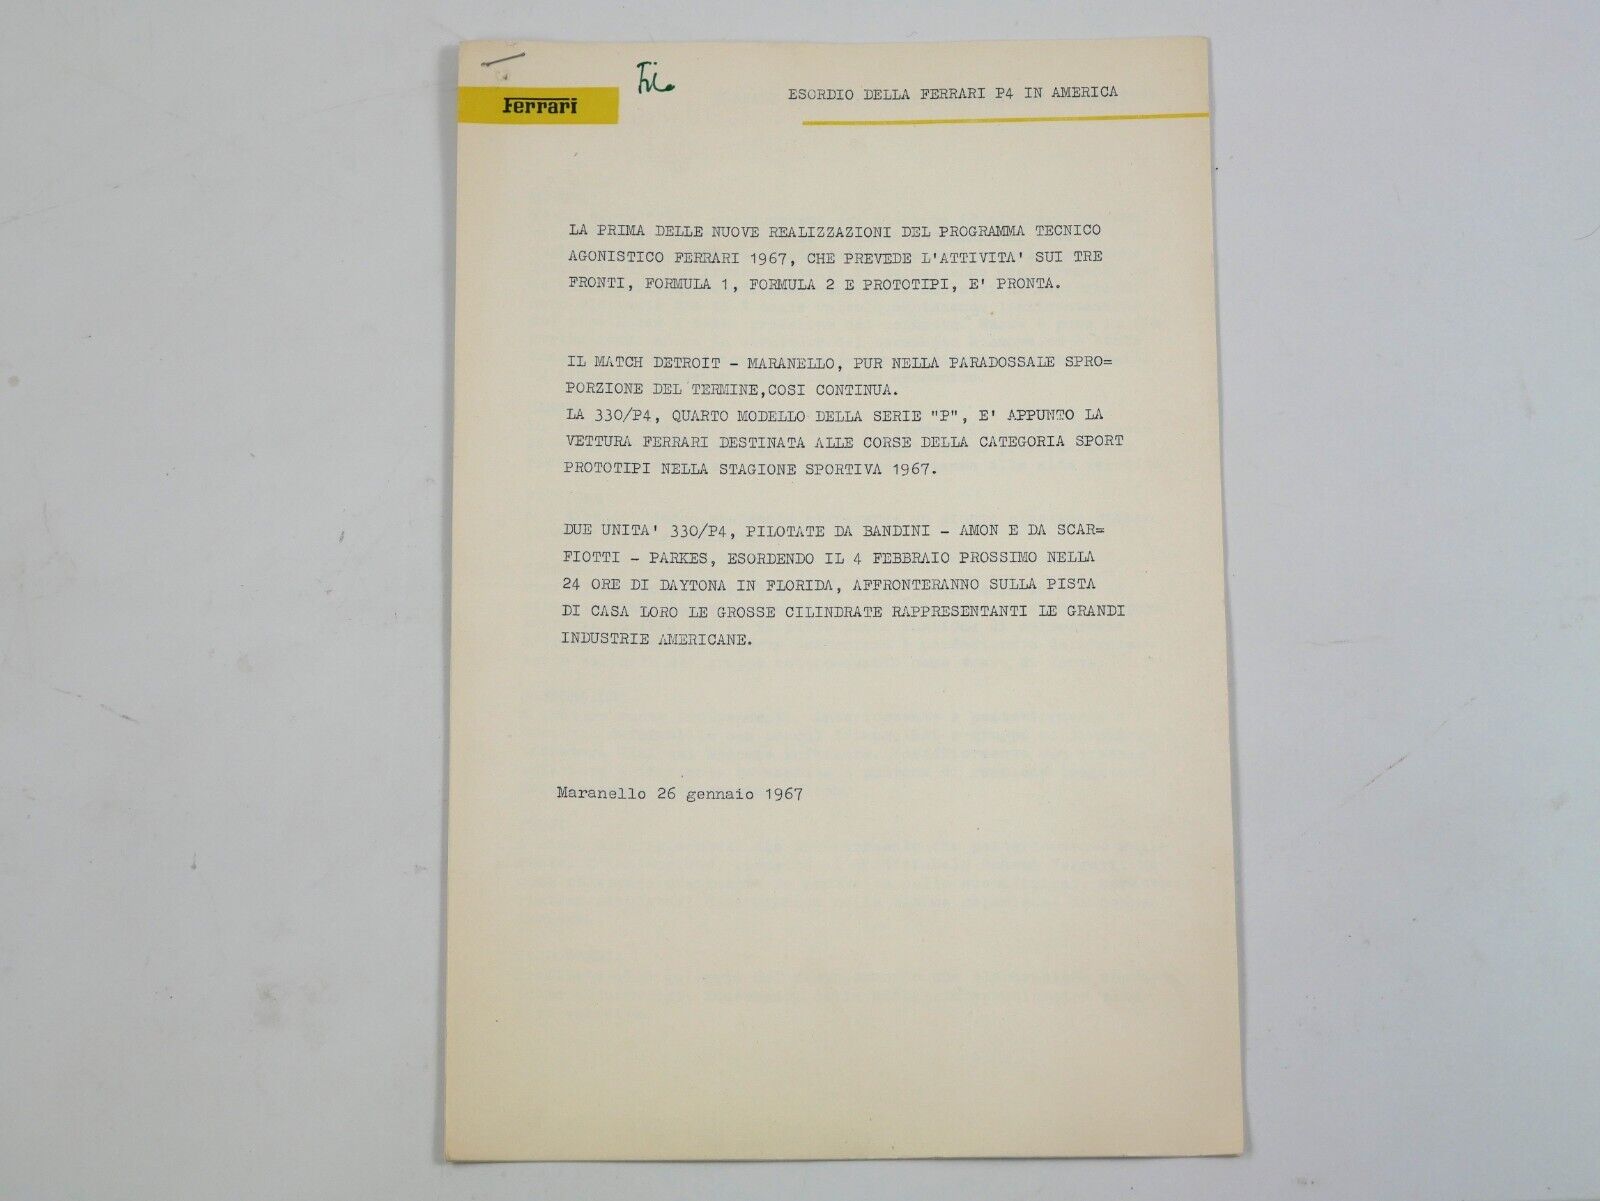 Ferrari
ESORDIO DELLA FERRARI P4 IN AMERICA
LA PRIMA DELLE NUOVE REALIZZAZIONI DEL PROGRAMMA TECNICO
AGONISTICO FERRARI 1967, CHE PREVEDE L'ATTIVITA' SUI TRE
FRONTI, FORMULA 1, FORMULA 2 E PROTOTIPI, E' PRONTA.
IL MATCH DETROIT - MARANELLO, PUR NELLA PARADOSSALE SPRO=
PORZIONE DEL TERMINE,COSI CONTINUA.
LA 330/P4, QUARTO MODELLO DELLA SERIE "P", E' APPUNTO LA
VETTURA FERRARI DESTINATA ALLE CORSE DELLA CATEGORIA SPORT
PROTOTIPI NELLA STAGIONE SPORTIVA 1967.
DUE UNITA' 330/P4, PILOTATE DA BANDINI - AMON E DA SCAR=
FIOTTI - PARKES, ESORDENDO IL 4 FEBBRAIO PROSSIMO NELLA
24 ORE DI DAYTONA IN FLORIDA, AFFRONTERANNO SULLA PISTA
DI CASA LORO LE GROSSE CILINDRATE RAPPRESENTANTI LE GRANDI
INDUSTRIE AMERICANE.
Maranello 26 gennaio 1967